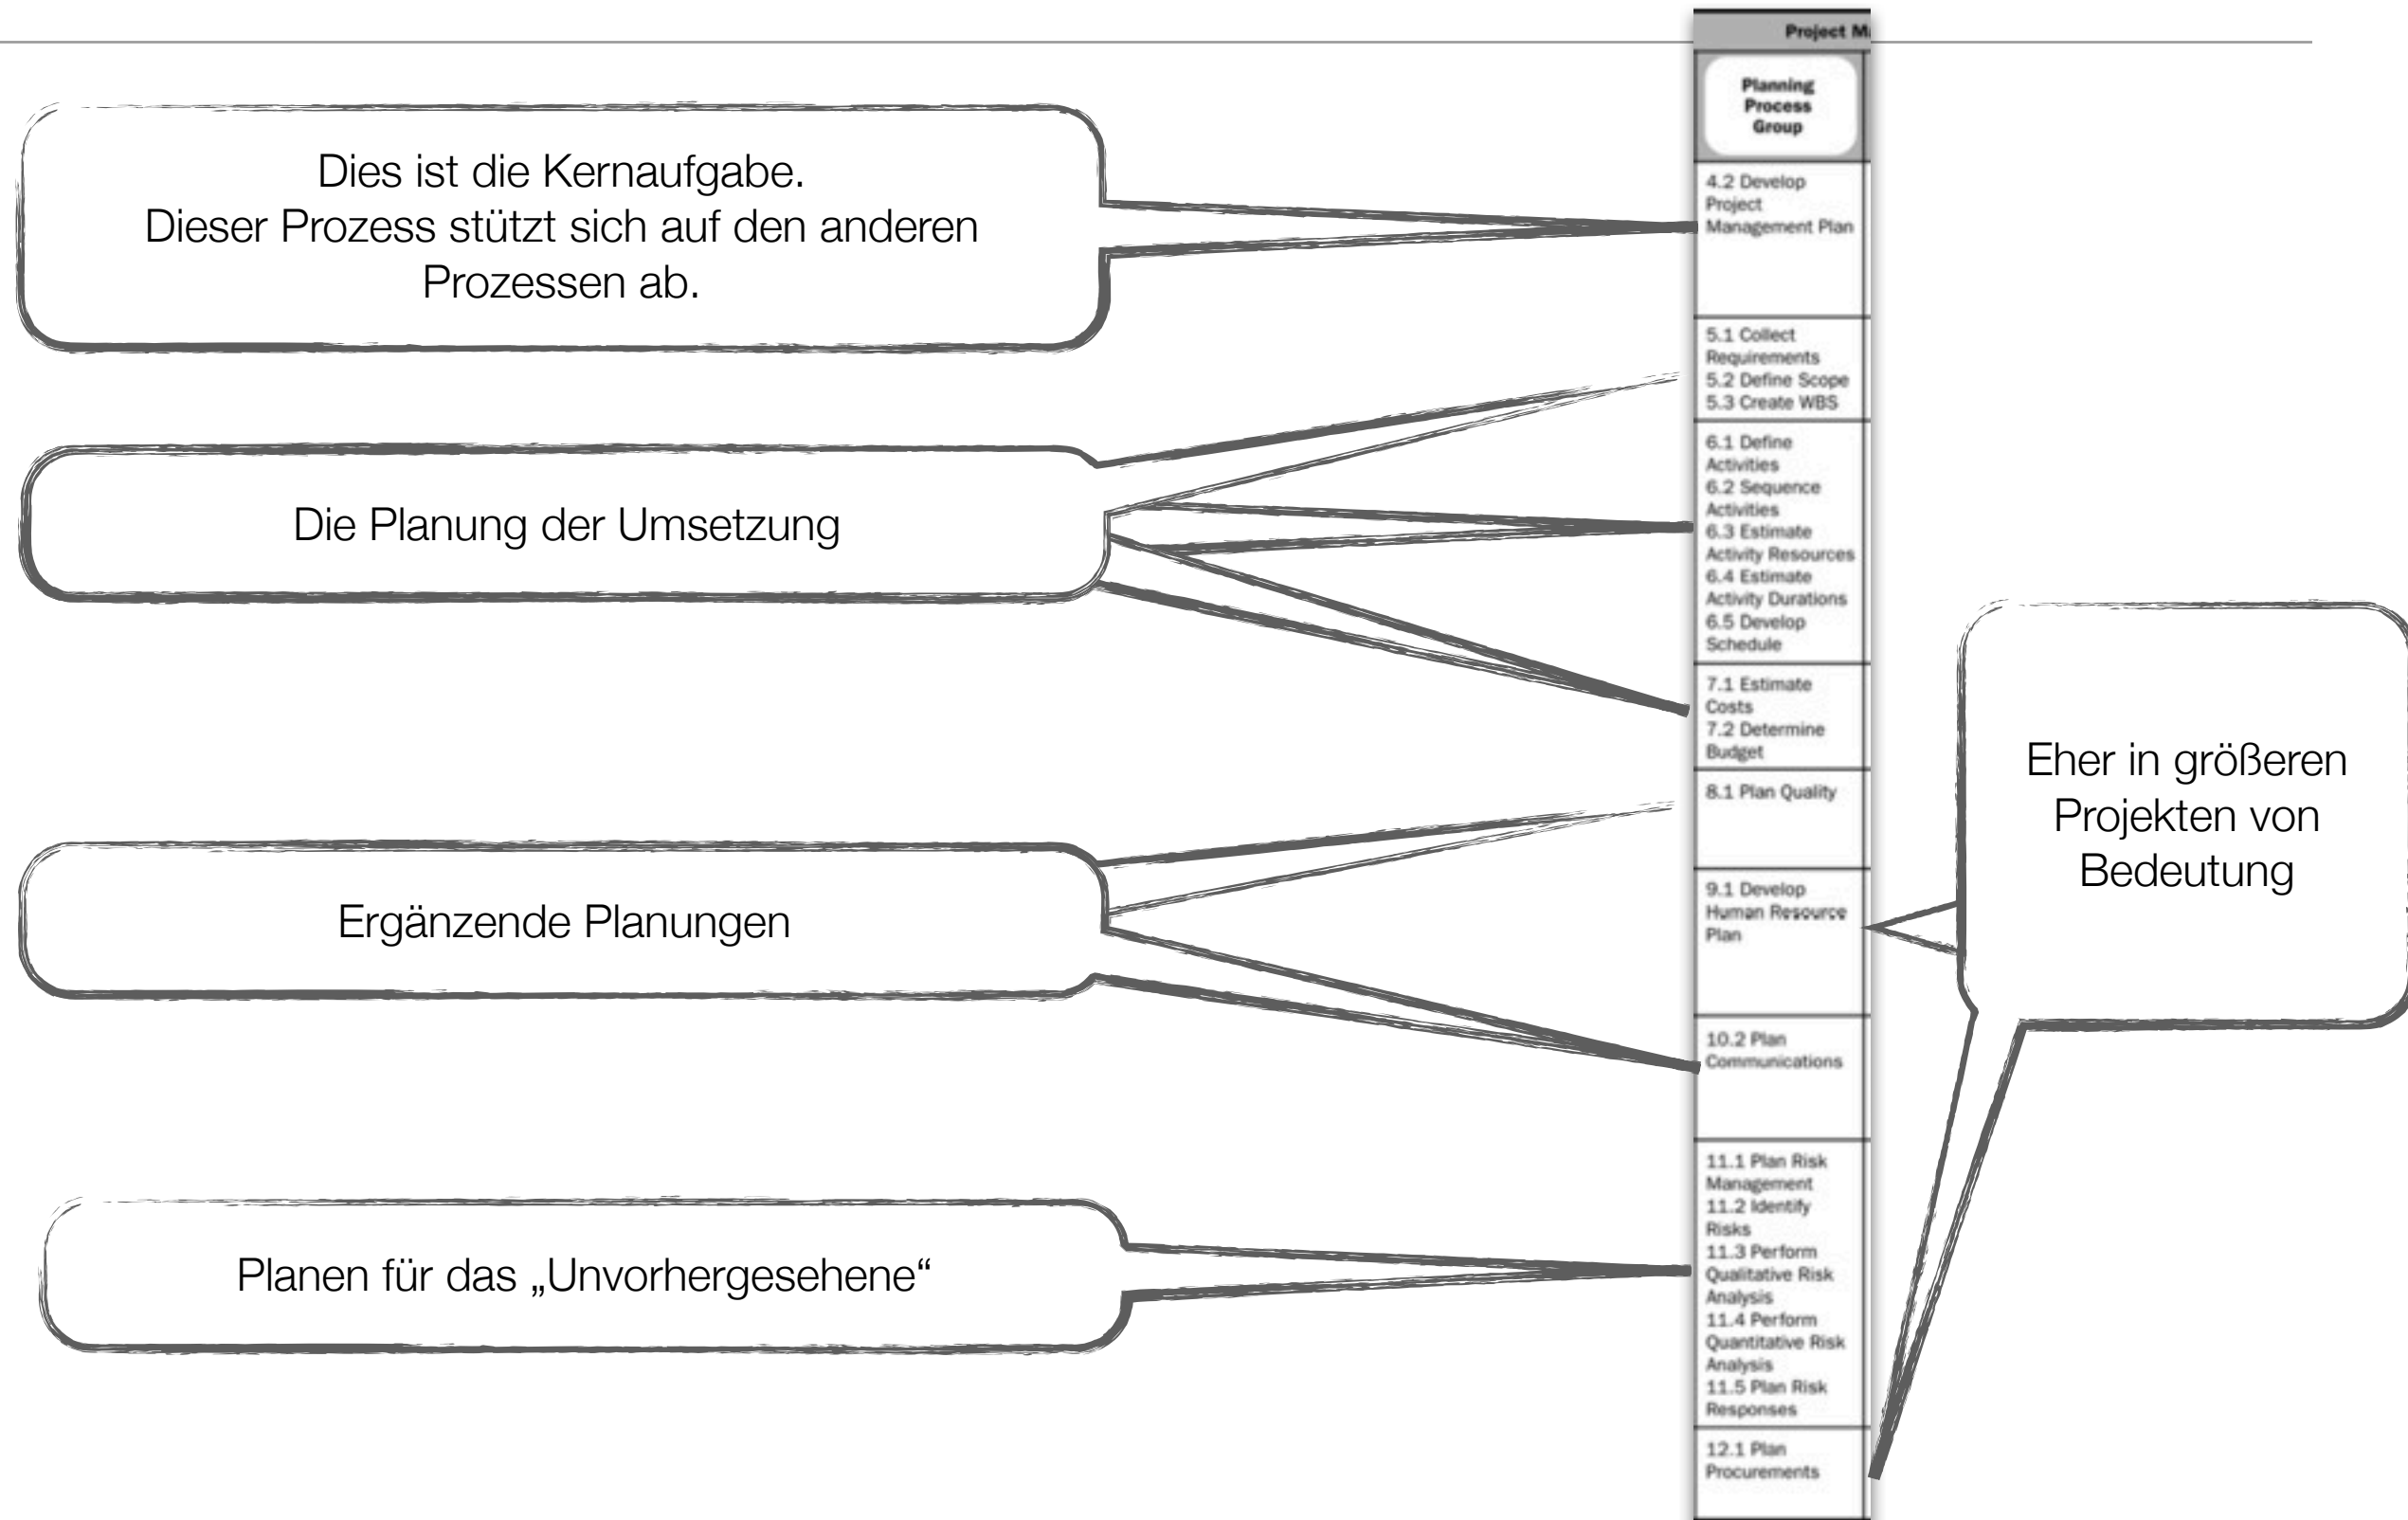 Dies ist die Kernaufgabe.
Dieser Prozess stützt sich auf den anderen
Prozessen ab.
Die Planung der Umsetzung
Ergänzende Planungen
Planen für das „Unvorhergesehene“
Project M
Planning
Process
Group
4.2 Develop
Project
Management Plan
5.1 Collect
Requirements
5.2 Define Scope
5.3 Create WBS
6.1 Define
Activities
6.2 Sequence
Activities
6.3 Estimate
Activity Resources
6.4 Estimate
Activity Durations
6.5 Develop
Schedule
7.1 Estimate
Costs
7.2 Determine
Budget
8.1 Plan Quality
9.1 Develop
Human Resource
Plan
10.2 Plan
Communications
11.1 Plan Risk
Management
11.2 Identify
Risks
11.3 Perform
Qualitative Risk
Analysis
11.4 Perform
Quantitative Risk
Analysis
11.5 Plan Risk
Responses
12.1 Plan
Procurements
Eher in größeren
Projekten von
Bedeutung